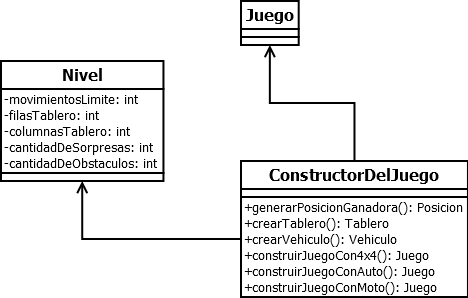 Juego
Nivel
-movimientosLimite: int
-filasTablero: int
-columnasTablero: int
-cantidadDeSorpresas: int
-cantidadDeObstaculos: int
ConstructorDelJuego
+generarPosicionGanadora(): Posicion
+crearTablero(): Tablero
+crearVehiculo(): Vehiculo
+construirJuegoCon4x4(): Juego
+construirJuegoConAuto(): Juego
+construirJuegoConMoto(): Juego